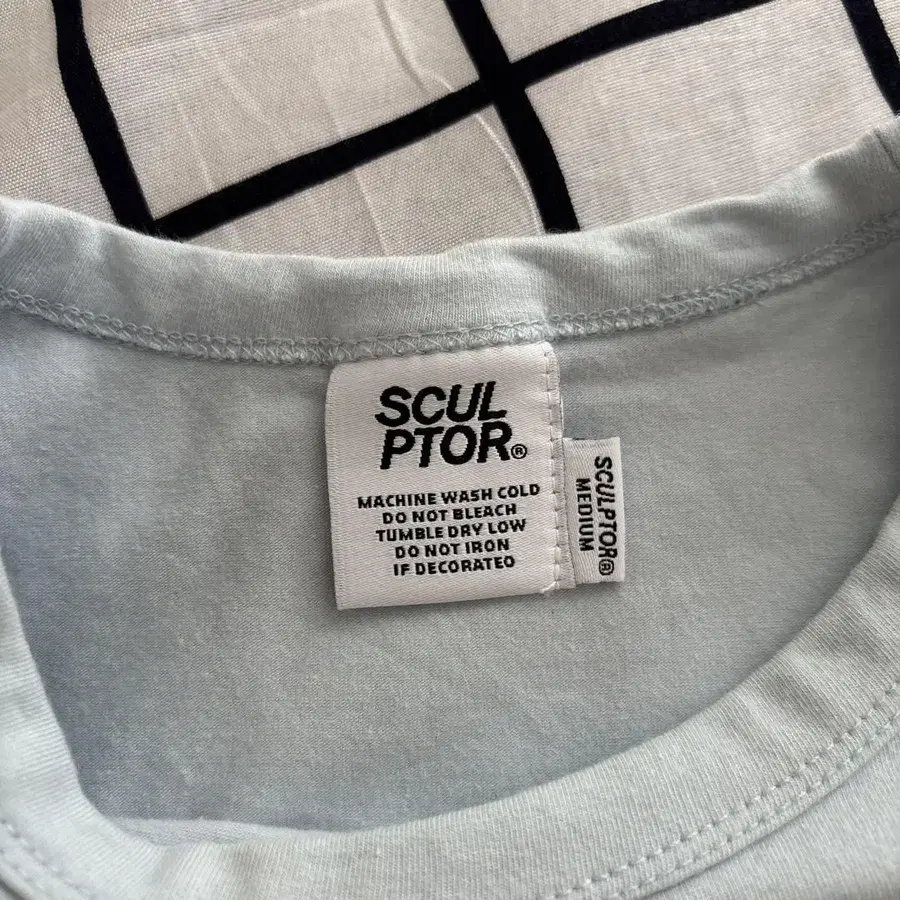 SCUL
PTOR®
MACHINE WASH COLD
DO NOT BLEACH
TUMBLE DRY LOW
DO NOT IRON
IF DECORATED
SCULPTOR®
MEDIUM